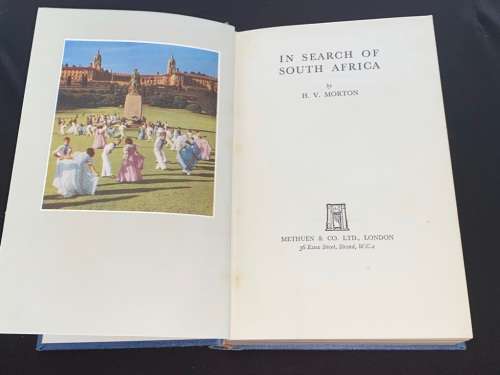 IN SEARCH OF
SOUTH AFRICA
by
H. V. MORTON
METHUEN & CO. LTD., LONDON
36 Essex Street, Strand, W.C.2